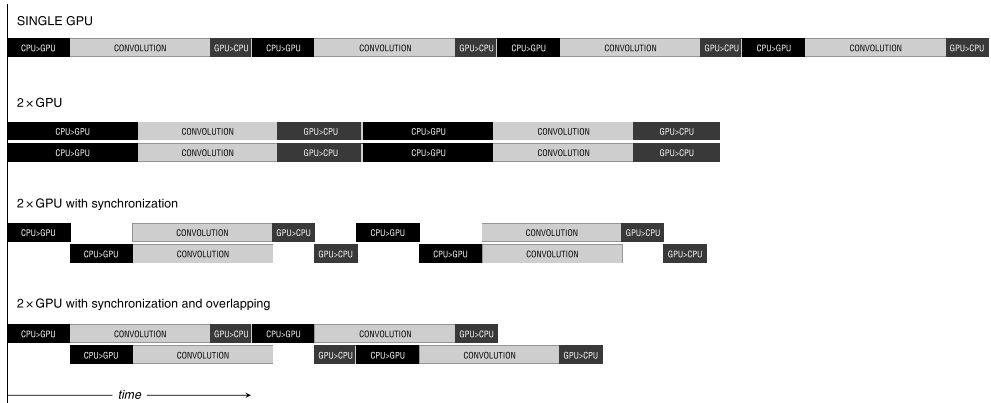 SINGLE GPU
CPU>GPU CONVOLUTION GPU>CPU CPU>GPU CONVOLUTION GPU>CPU CPU>GPU CONVOLUTION GPU>CPU CPU>GPU CONVOLUTION GPU>CPU
2×GPU
CPU>GPU CONVOLUTION GPU>CPU CPU>GPU CONVOLUTION GPU>CPU
CPU>GPU CONVOLUTION GPU>CPU CPU>GPU CONVOLUTION GPU>CPU
2×GPU with synchronization
CPU>GPU CONVOLUTION GPU>CPU CPU>GPU CONVOLUTION GPU>CPU
CPU>GPU CONVOLUTION GPU>CPU CPU>GPU CONVOLUTION GPU>CPU
2×GPU with synchronization and overlapping
CPU>GPU CONVOLUTION GPU>CPU CPU>GPU CONVOLUTION GPU>CPU
CPU>GPU CONVOLUTION GPU>CPU CPU>GPU CONVOLUTION GPU>CPU
time